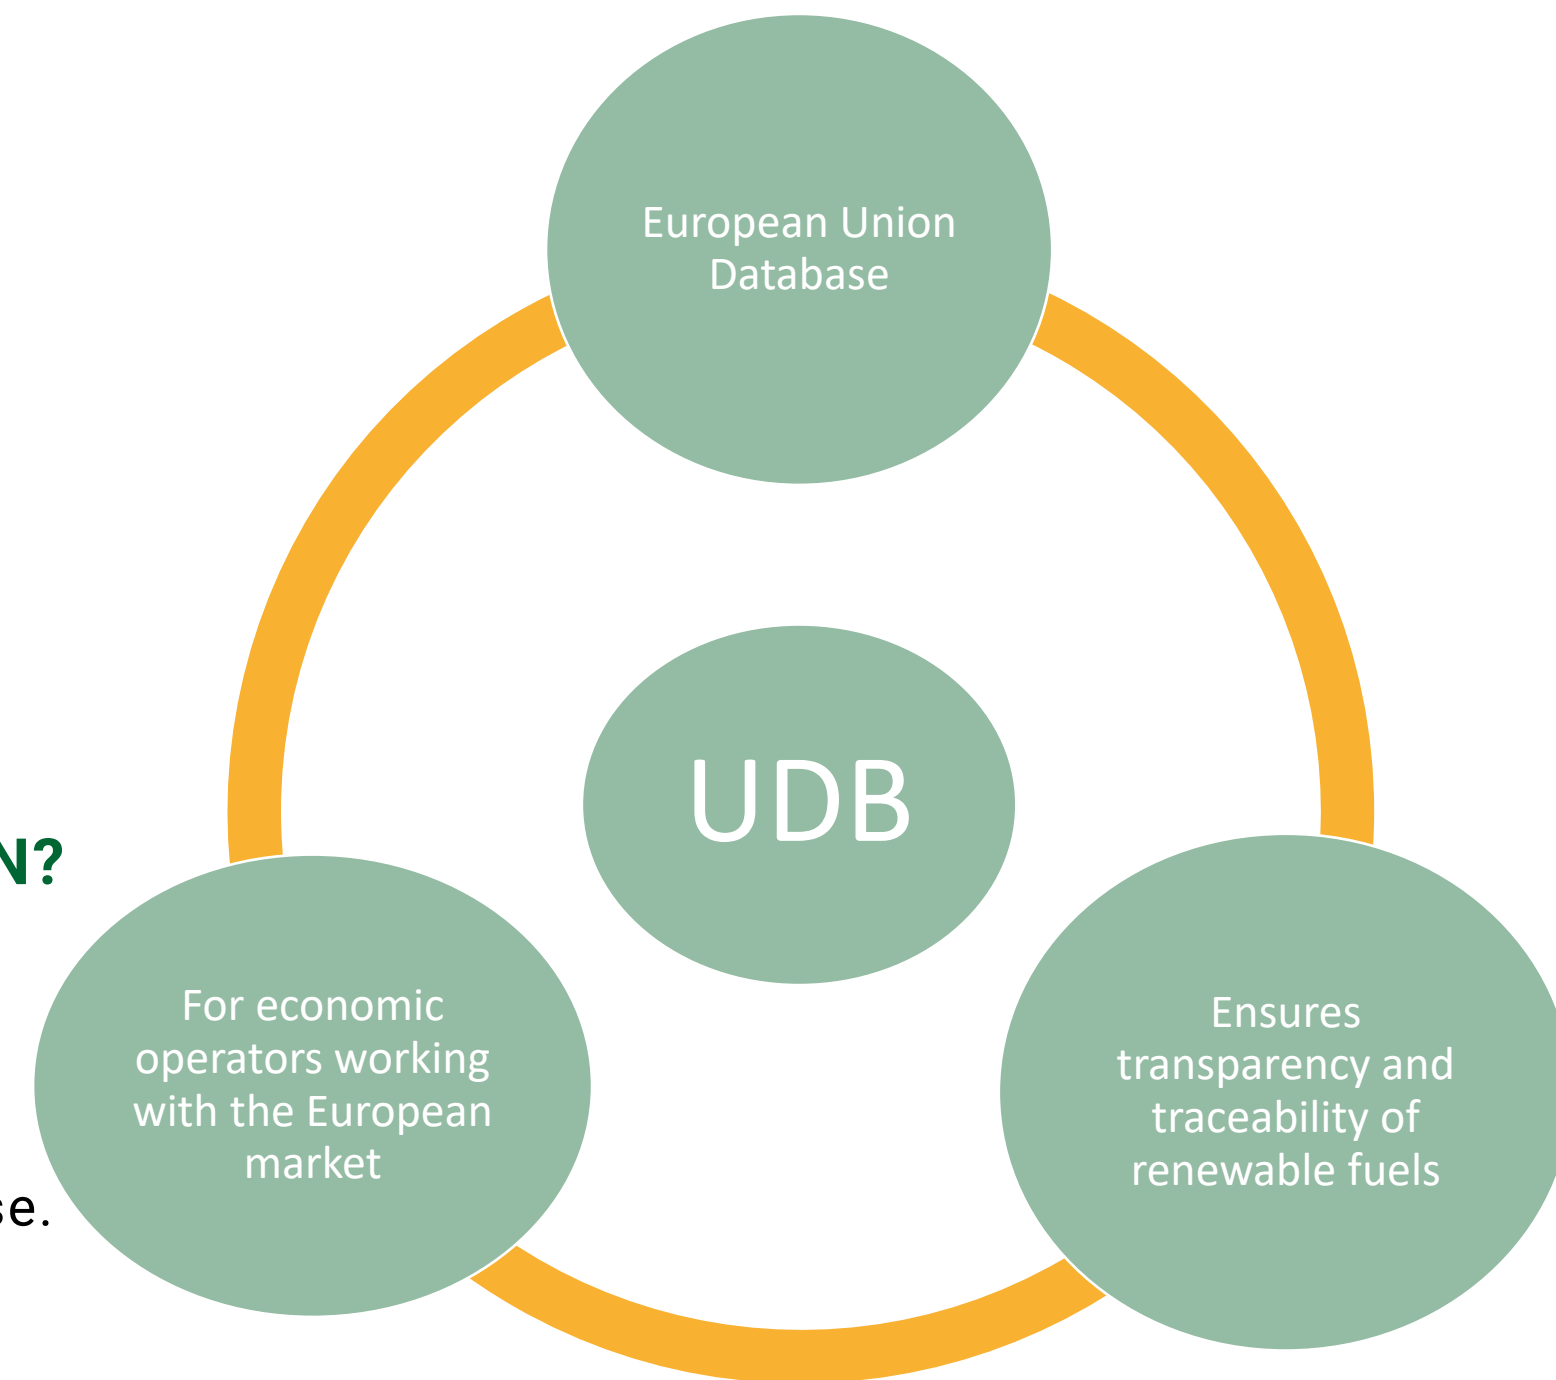 European Union
Database
UDB
N?
For economic
operators working
with the European
market
Ensures
transparency and
traceability of
renewable fuels
se.